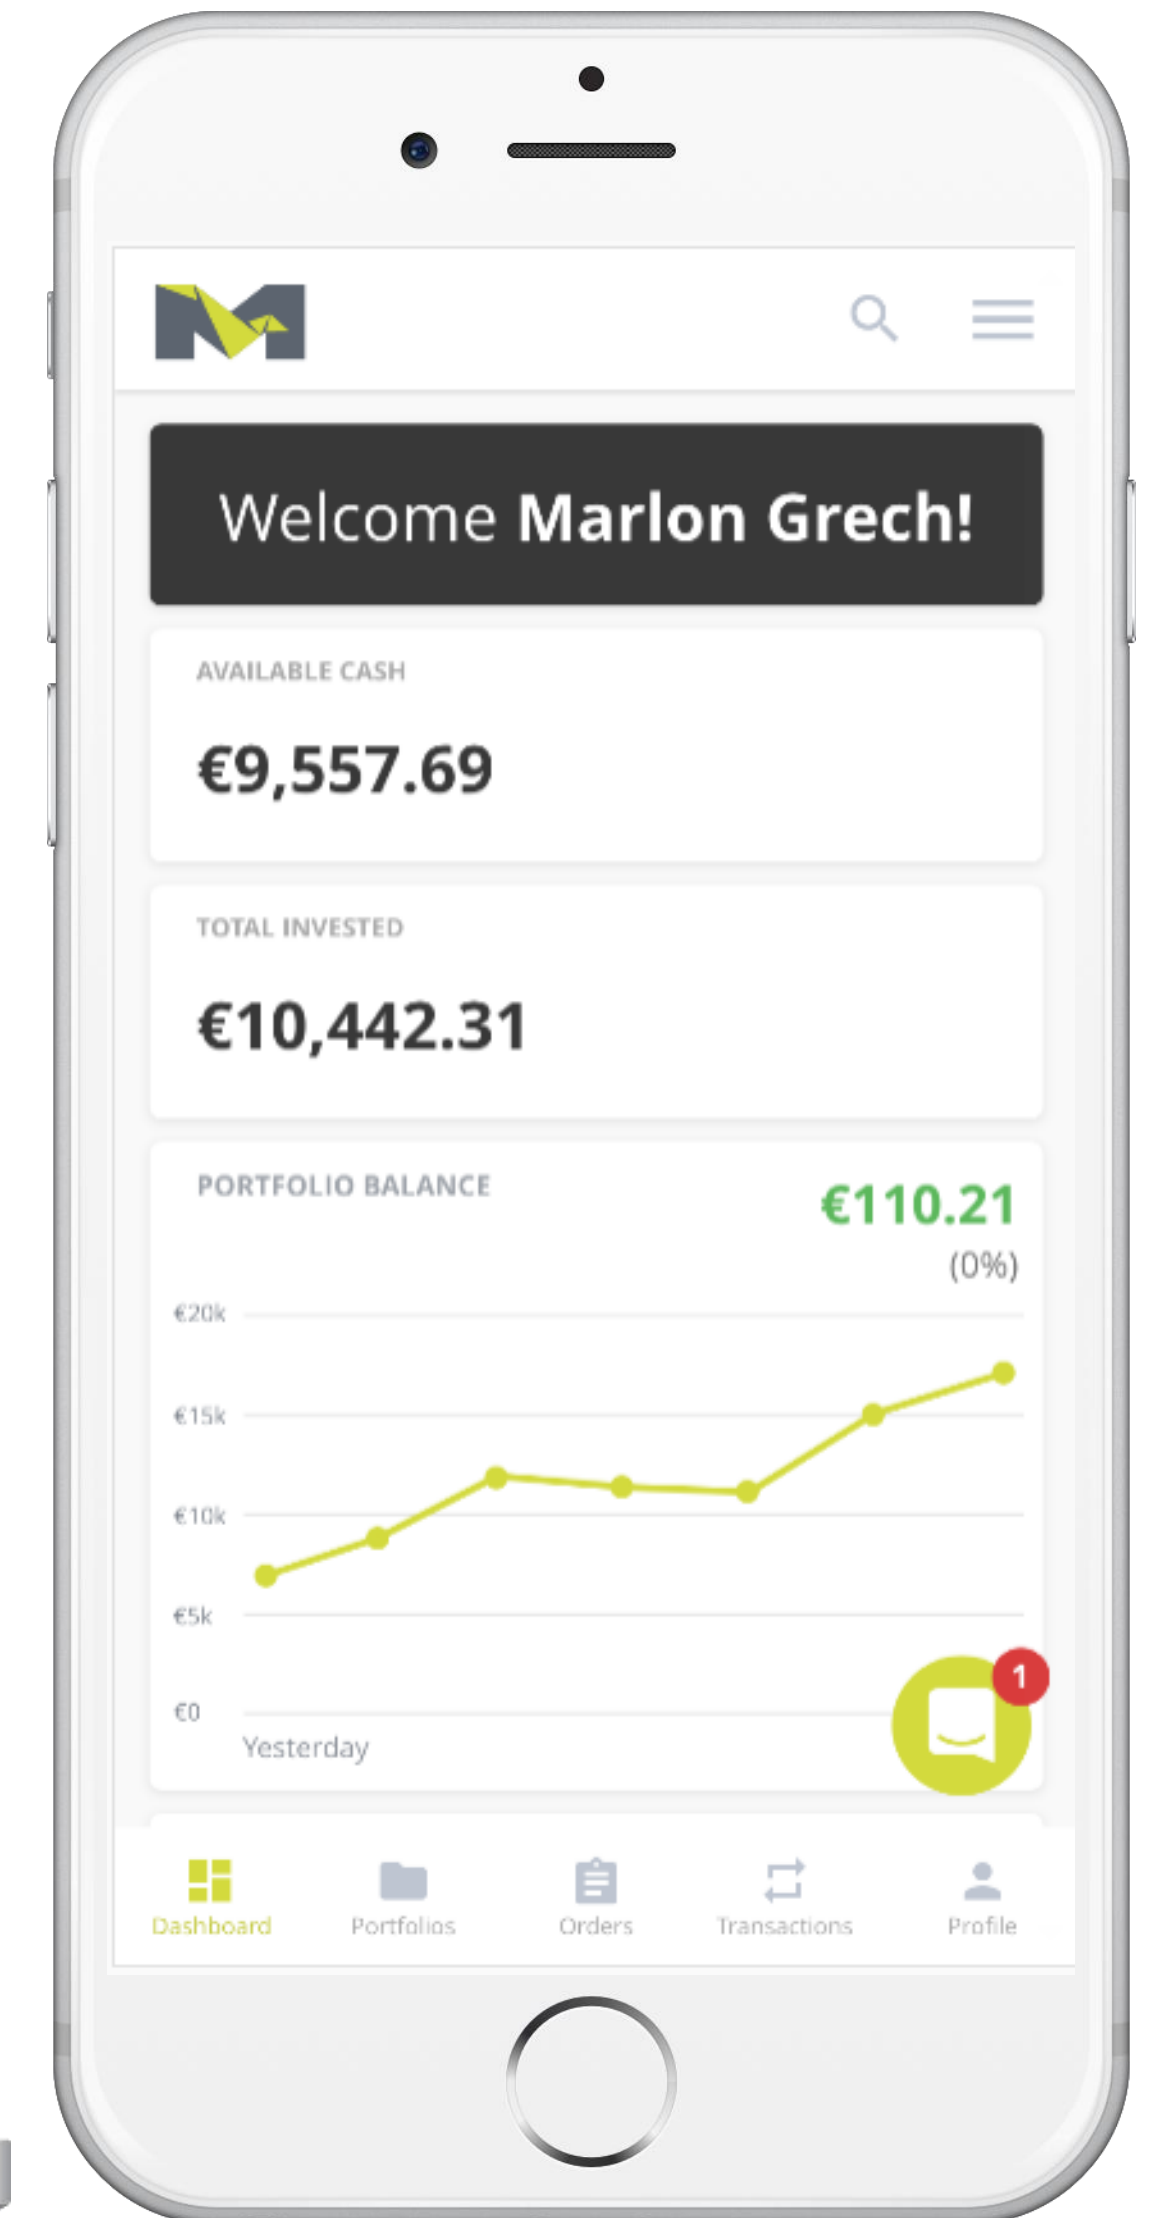 Welcome Marlon Grech!
AVAILABLE CASH
€9,557.69
TOTAL INVESTED
€10,442.31
PORTFOLIO BALANCE
€110.21
(0%)
€20k
€15k
€10k
€5k
€0
Yesterday
1
Dashboard Portfolios Orders Transactions Profile